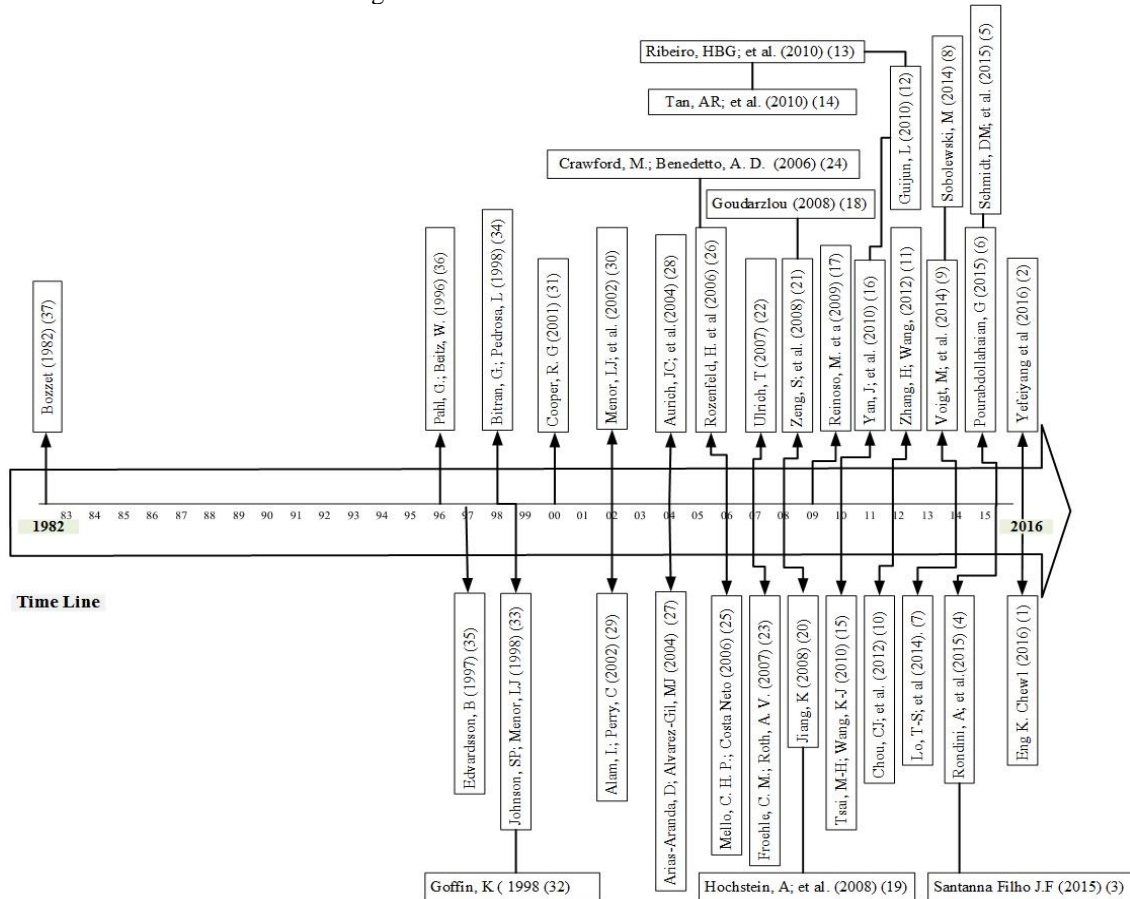 Ribeiro, HBG; et al. (2010) (13)
Tan, AR; et al. (2010) (14)
Crawford, M.; Benedetto, A. D. (2006) (24)
Goudarzlou (2008) (18)
Guijun, L (2010) (12)
Sobolewski, M (2014) (8)
Schmidt, DM; et al. (2015) (5)
Bozzet (1982) (37)
Pahl, G.; Beitz, W. (1996) (36)
Bitran, G.; Pedrosa, L (1998) (34)
Cooper, R. G (2001) (31)
Menor, LJ; et al. (2002) (30)
Aurich, JC; et al.(2004) (28)
Rozenfeld, H. et al (2006) (26)
Ullrich, T (2007) (22)
Zeng, S; et al. (2008) (21)
Reinoso, M. et a (2009) (17)
Yan, J; et al. (2010) (16)
Zhang, H; Wang, (2012) (11)
Voigt, M; et al. (2014) (9)
Pourabdollahaian, G (2015) (6)
Yefeiyang et al (2016) (2)
83 84 85 86 87 88 89 90 91 92 93 94 95 96 97 98 99 00 01 02 03 04 05 06 07 08 09 10 11 12 13 14 15
1982
2016
Time Line
Edvardsson, B (1997) (35)
Johnson, SP; Menor, LJ (1998) (33)
Alam, I.; Perry, C (2002) (29)
Arias-Aranda, D; Alvarez-Gil, MJ (2004) (27)
Mello, C. H. P.; Costa Neto (2006) (25)
Froehle, C. M.; Roth, A. V. (2007) (23)
Jiang, K (2008) (20)
Tsai, M-H; Wang, K-J (2010) (15)
Chou, CJ; et al. (2012) (10)
Lo, T-S; et al (2014). (7)
Rondini, A; et al.(2015) (4)
Eng K. Chew1 (2016) (1)
Goffin, K ( 1998 (32)
Hochstein, A; et al. (2008) (19)
Santanna Filho J.F (2015) (3)